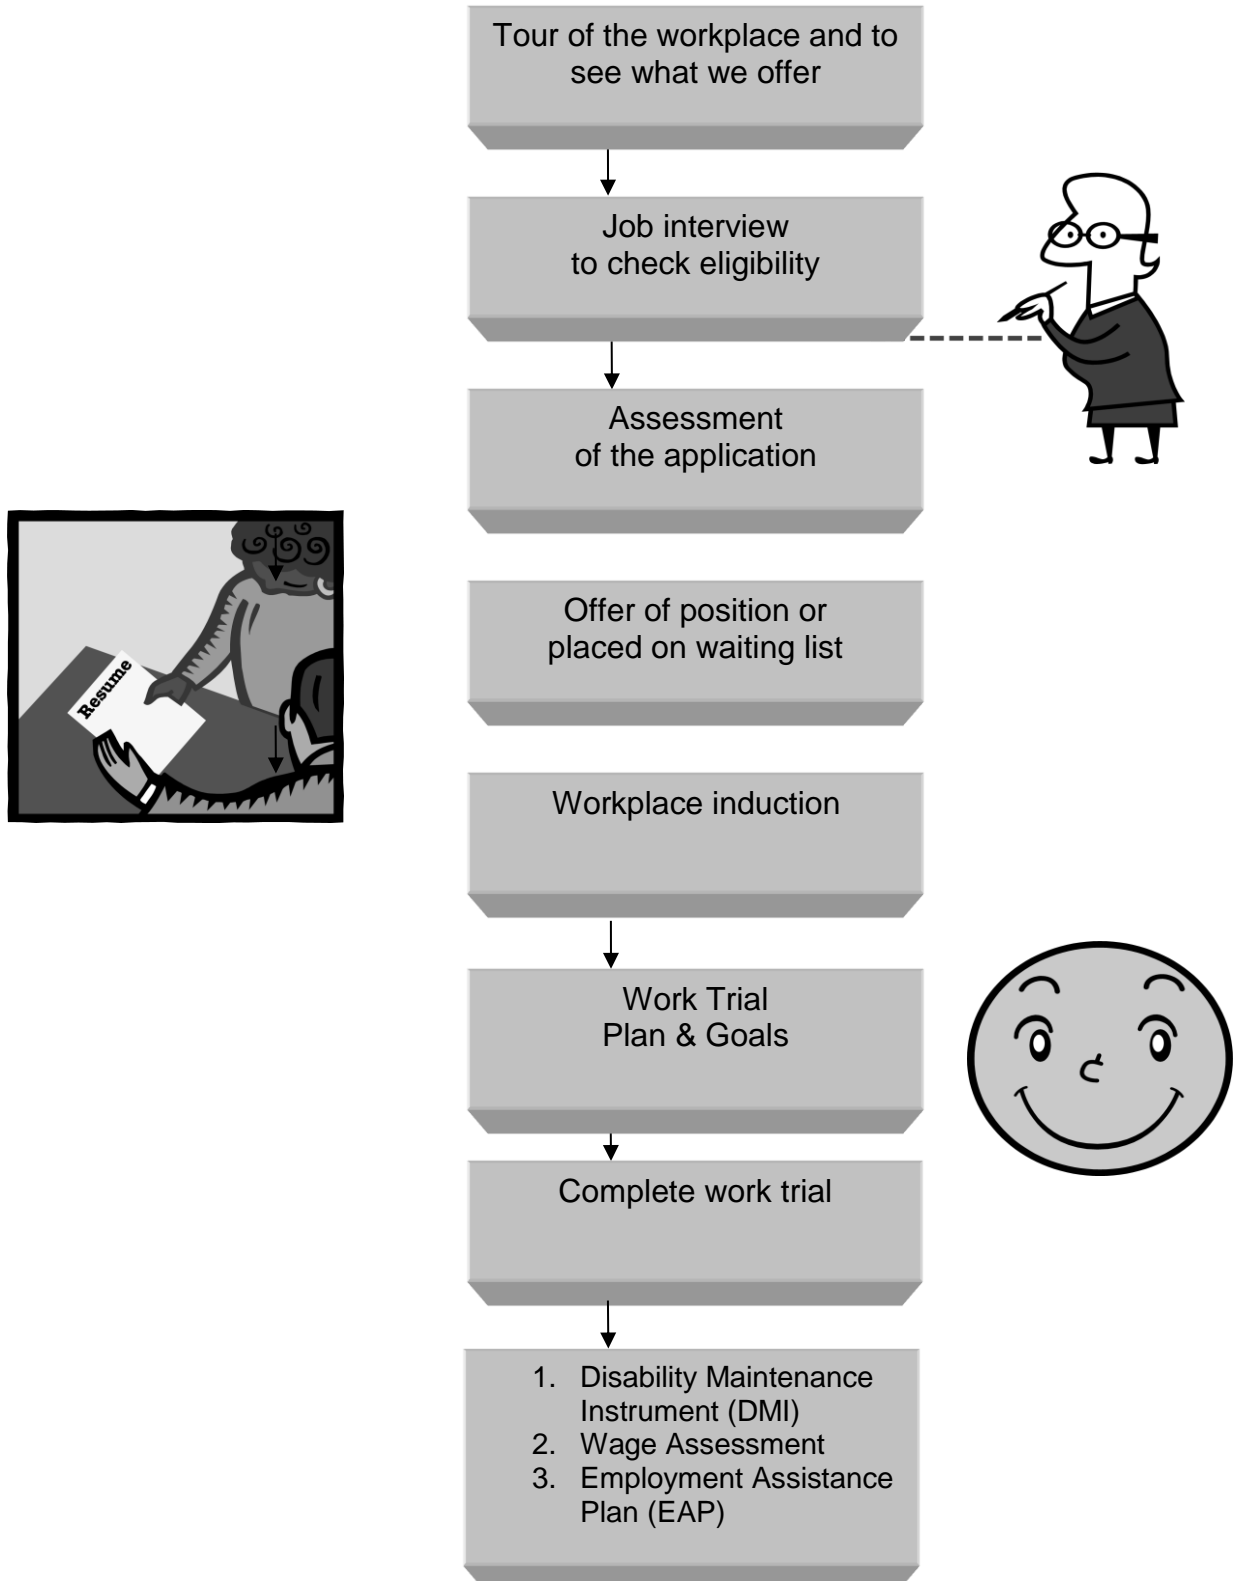 Tour of the workplace and to
see what we offer
Job interview
to check eligibility
Assessment
of the application
Resume
Offer of position or
placed on waiting list
Workplace induction
Work Trial
Plan & Goals
Complete work trial
1. Disability Maintenance
Instrument (DMI)
2. Wage Assessment
3. Employment Assistance
Plan (EAP)